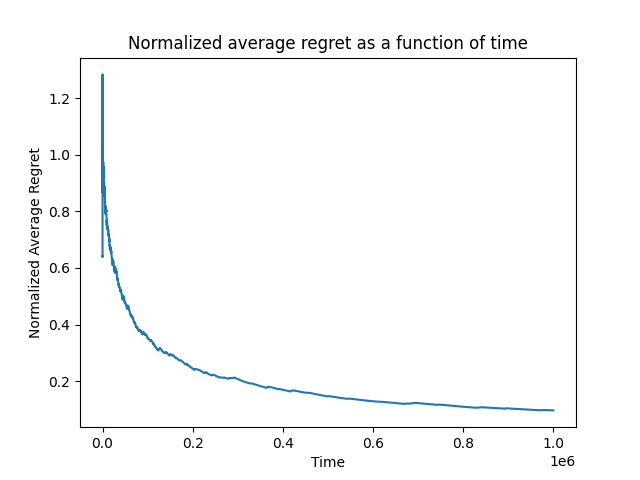 Normalized average regret as a function of time
Normalized Average Regret
1.2
1.0
0.8
0.6
0.4
0.2
0.0 0.2 0.4 0.6 0.8 1.0
1e6
Time